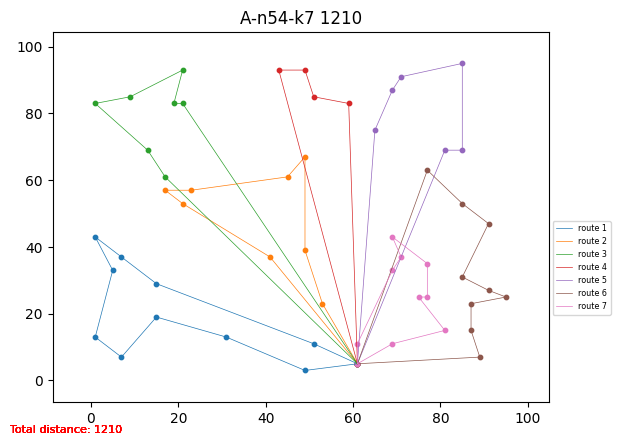 A-n54-k7 1210
100
80
60
40
20
0
0 20 40 60 80 100
route 1
route 2
route 3
route 4
route 5
route 6
route 7
Total distance: 1210